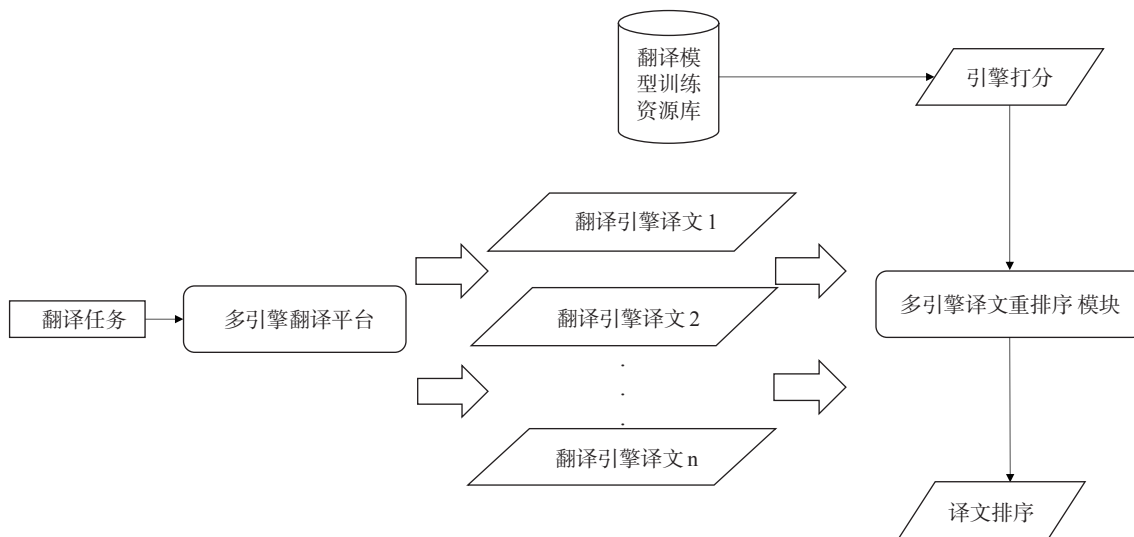 翻译模
型训练
资源库
引擎打分
翻译引擎译文 1
翻译任务
多引擎翻译平台
翻译引擎译文 2
多引擎译文重排序 模块
.
.
.
翻译引擎译文 n
译文排序